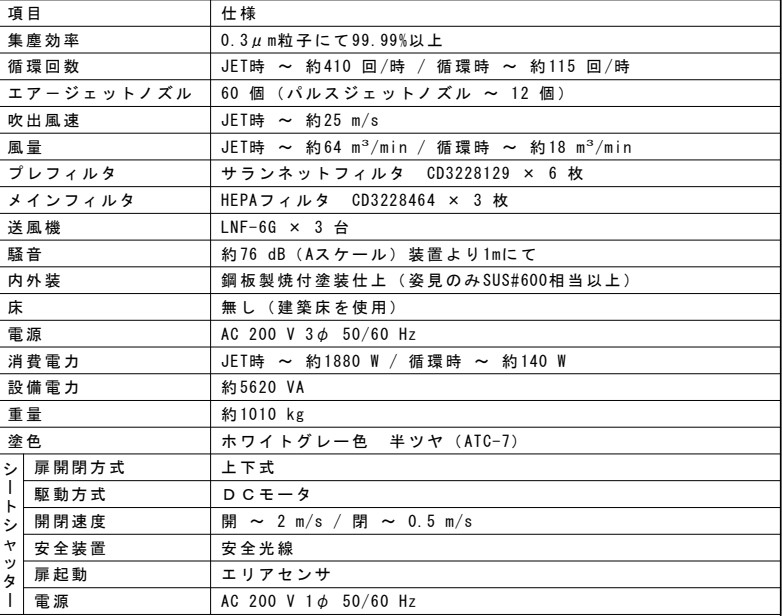 項目 仕様
集塵効率 0.3μm粒子にて99.99%以上
循環回数 JET時 ～ 約410 回/時 / 循環時 ～ 約115 回/時
エアージェットノズル 60 個（パルスジェットノズル ～ 12 個）
吹出風速 JET時 ～ 約25 m/s
風量 JET時 ～ 約64 m³/min / 循環時 ～ 約18 m³/min
プレフィルタ サランネットフィルタ　CD3228129 × 6 枚
メインフィルタ HEPAフィルタ　CD3228464 × 3 枚
送風機 LNF-6G × 3 台
騒音 約76 dB（Aスケール）装置より1mにて
内外装 鋼板製焼付塗装仕上（姿見のみSUS#600相当以上）
床 無し（建築床を使用）
電源 AC 200 V 3φ 50/60 Hz
消費電力 JET時 ～ 約1880 W / 循環時 ～ 約140 W
設備電力 約5620 VA
重量 約1010 kg
塗色 ホワイトグレー色　半ツヤ（ATC-7）
シートシャッター
扉開閉方式 上下式
駆動方式 ＤＣモータ
開閉速度 開 ～ 2 m/s / 閉 ～ 0.5 m/s
安全装置 安全光線
扉起動 エリアセンサ
電源 AC 200 V 1φ 50/60 Hz